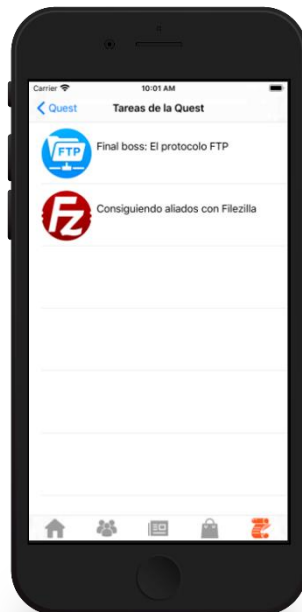 Carrier
10:01 AM
Quest
Tareas de la Quest
FTP
Final boss: El protocolo FTP
Fz
Consiguiendo aliados con Filezilla